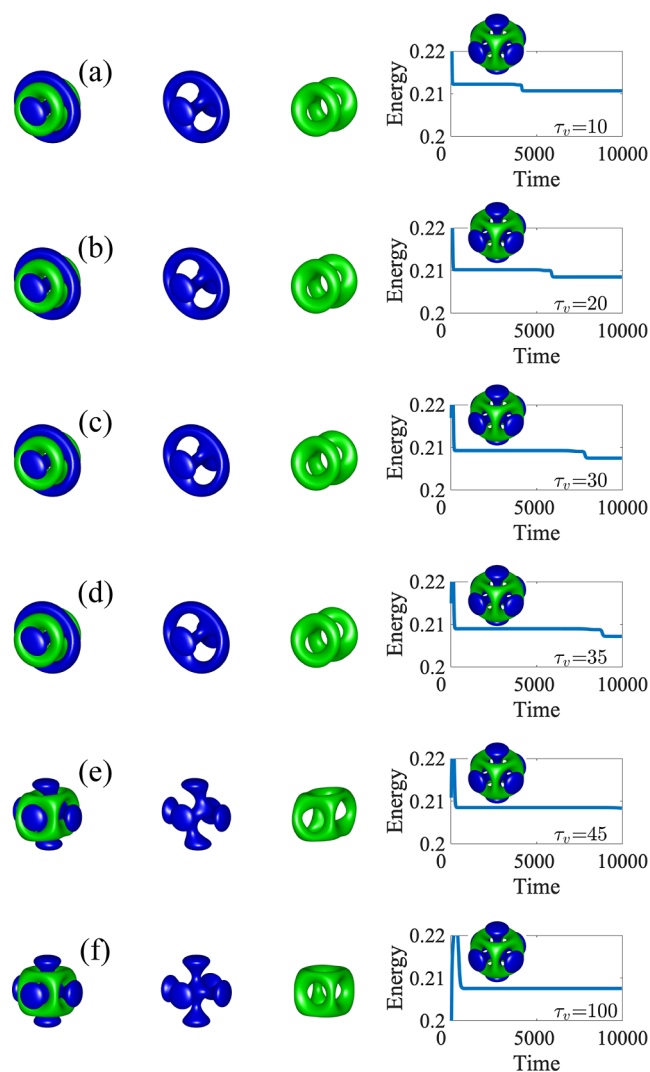 (a)
Energy
0.22
0.21
0.2
τv=10
0 5000 10000
Time
(b)
Energy
0.22
0.21
0.2
τv=20
0 5000 10000
Time
(c)
Energy
0.22
0.21
0.2
τv=30
0 5000 10000
Time
(d)
Energy
0.22
0.21
0.2
τv=35
0 5000 10000
Time
(e)
Energy
0.22
0.21
0.2
τv=45
0 5000 10000
Time
(f)
Energy
0.22
0.21
0.2
τv=100
0 5000 10000
Time